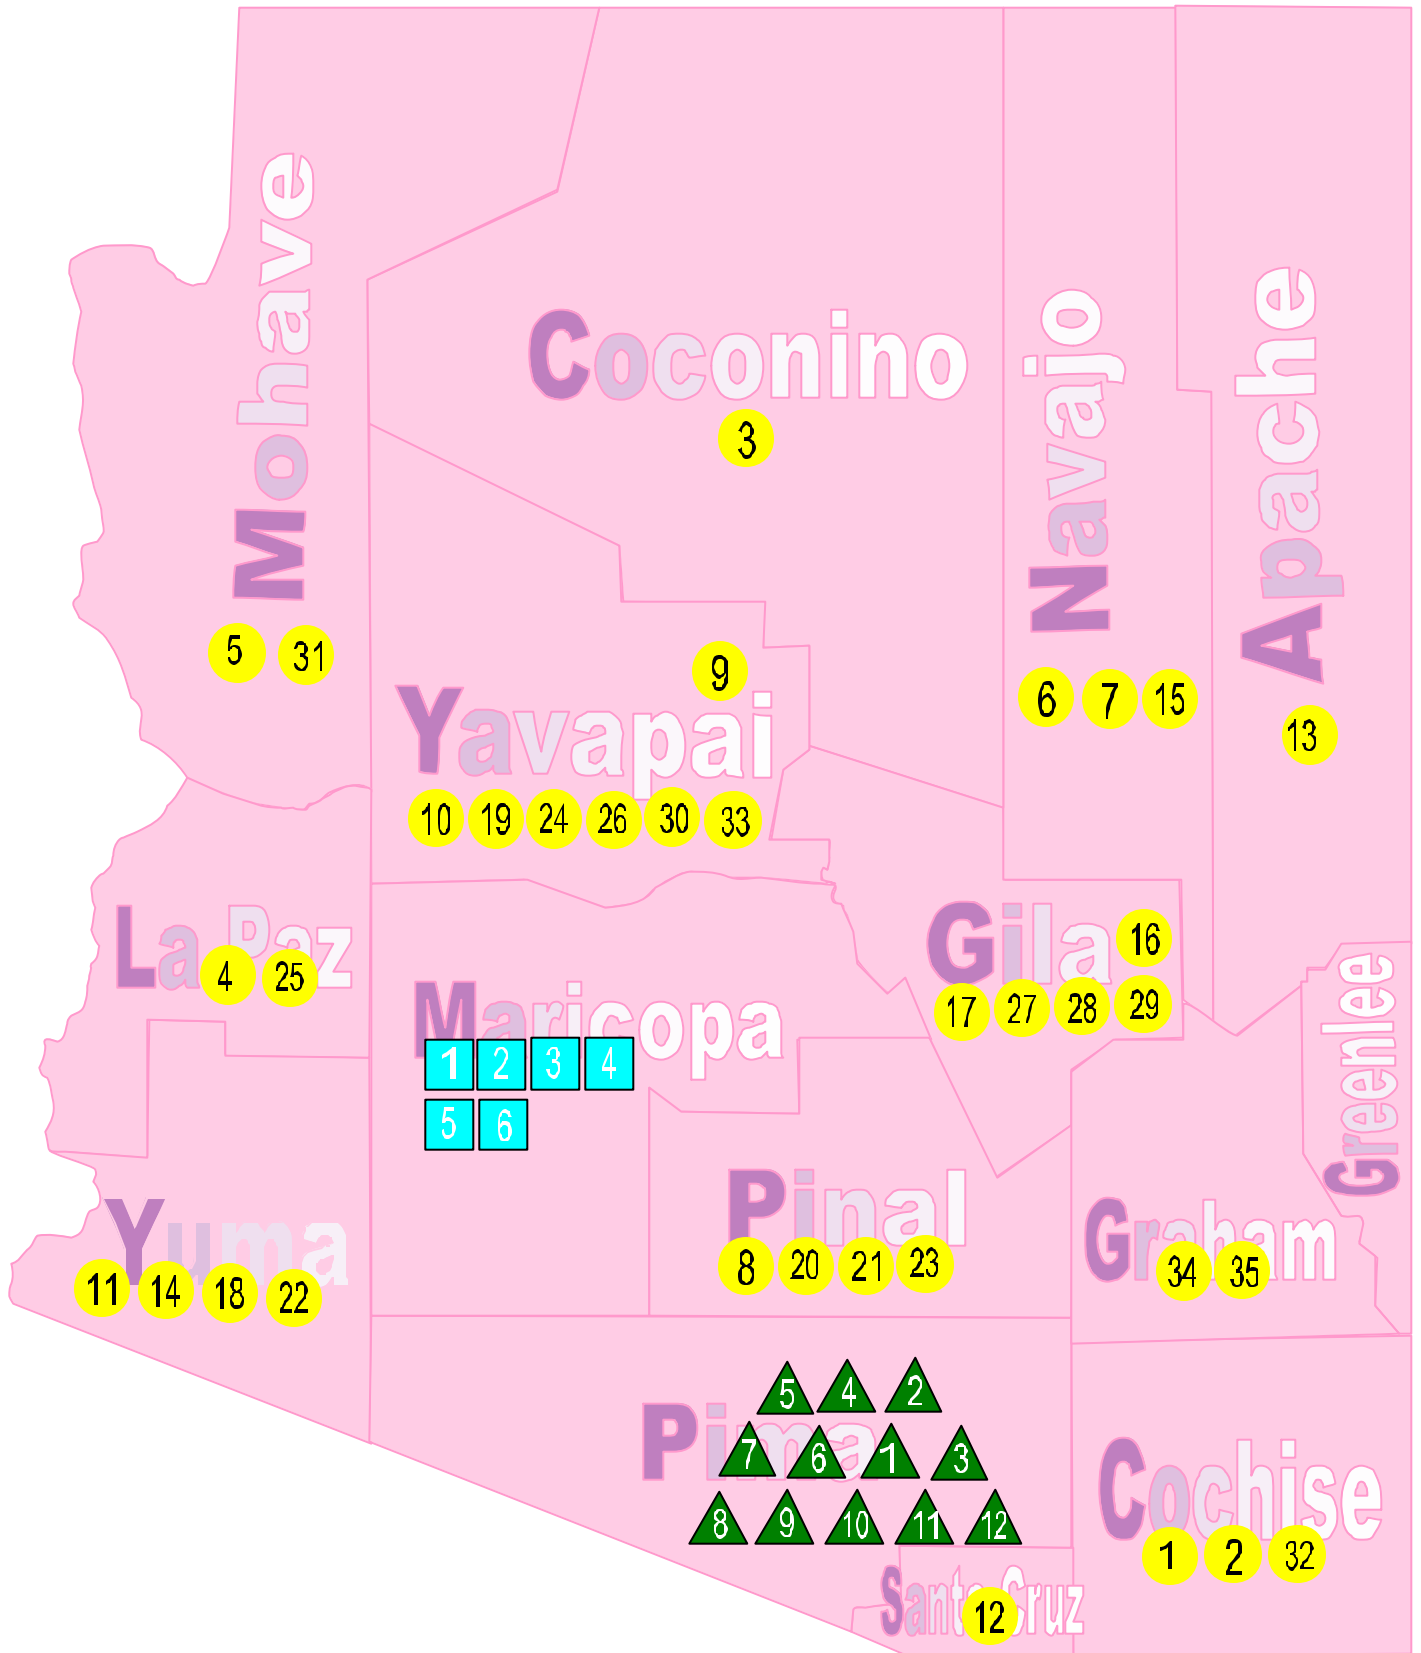 Mohave
5 31
Coconino
3
Navajo
6 7 15
Apache
13
9
Yavapai
10 19 24 26 30 33
La Paz
4 25
Maricopa
1 2 3 4
5 6
Gila
16
17 27 28 29
Greenlee
Yuma
11 14 18 22
Pinal
8 20 21 23
Graham
34 35
Pima
5 4 2
7 6 1 3
8 9 10 11 12
Cochise
1 2 32
Santa Cruz
12